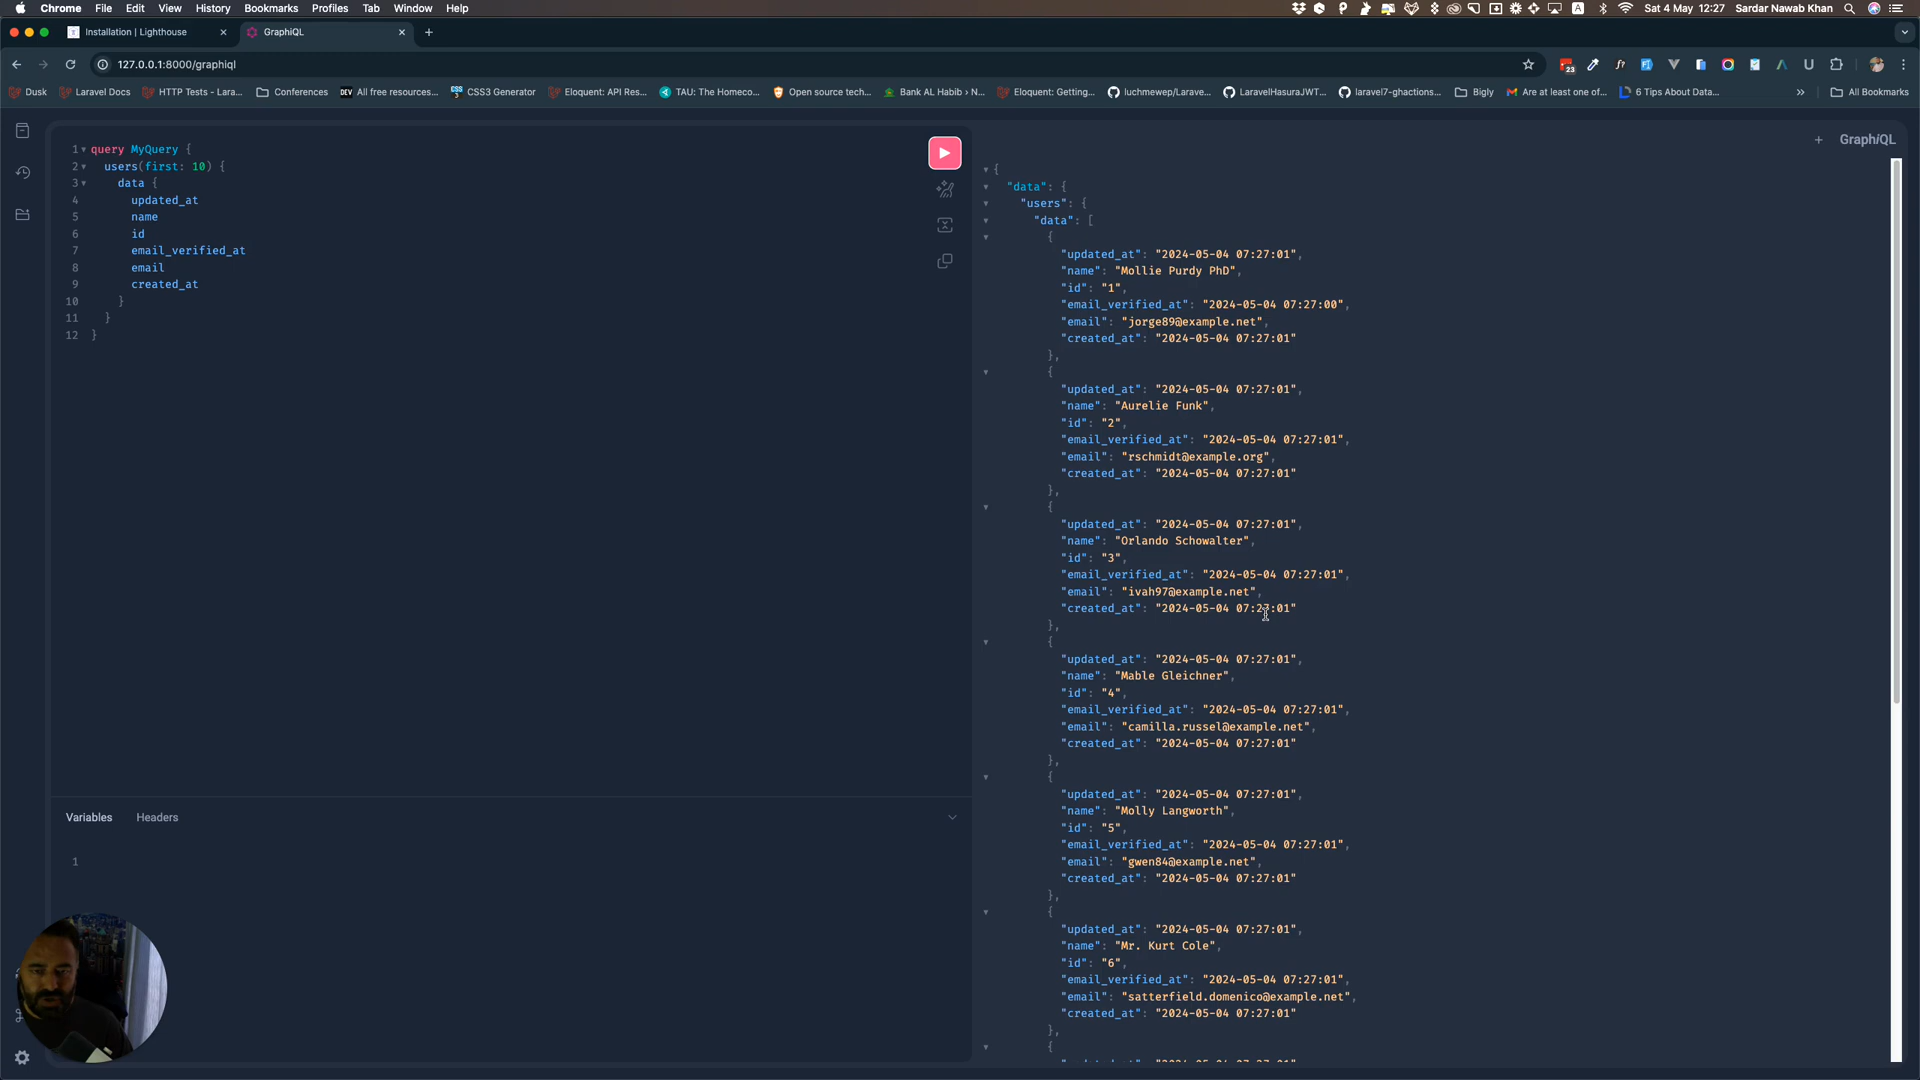 Chrome File Edit View History Bookmarks Profiles Tab Window Help
Sat 4 May 12:27 Sardar Nawab Khan
Installation | Lighthouse
GraphiQL
127.0.0.1:8000/graphiql
23
Dusk
Laravel Docs
HTTP Tests - Lara...
Conferences
DEV All free resources...
CSS3 Generator
Eloquent: API Res...
TAU: The Homeco...
Open source tech...
Bank AL Habib › N...
Eloquent: Getting...
luchmewep/Larave...
LaravelHasuraJWT...
laravel7-ghactions...
Bigly
Are at least one of...
6 Tips About Data...
All Bookmarks
1 query MyQuery {
2 users(first: 10) {
3 data {
4 updated_at
5 name
6 id
7 email_verified_at
8 email
9 created_at
10 }
11 }
12 }
Variables Headers
1
+ GraphiQL
{
"data": {
"users": {
"data": [
{
"updated_at": "2024-05-04 07:27:01",
"name": "Mollie Purdy PhD",
"id": "1",
"email_verified_at": "2024-05-04 07:27:00",
"email": "jorge89@example.net",
"created_at": "2024-05-04 07:27:01"
},
{
"updated_at": "2024-05-04 07:27:01",
"name": "Aurelie Funk",
"id": "2",
"email_verified_at": "2024-05-04 07:27:01",
"email": "rschmidt@example.org",
"created_at": "2024-05-04 07:27:01"
},
{
"updated_at": "2024-05-04 07:27:01",
"name": "Orlando Schowalter",
"id": "3",
"email_verified_at": "2024-05-04 07:27:01",
"email": "ivah97@example.net",
"created_at": "2024-05-04 07:27:01"
},
{
"updated_at": "2024-05-04 07:27:01",
"name": "Mable Gleichner",
"id": "4",
"email_verified_at": "2024-05-04 07:27:01",
"email": "camilla.russel@example.net",
"created_at": "2024-05-04 07:27:01"
},
{
"updated_at": "2024-05-04 07:27:01",
"name": "Molly Langworth",
"id": "5",
"email_verified_at": "2024-05-04 07:27:01",
"email": "gwen84@example.net",
"created_at": "2024-05-04 07:27:01"
},
{
"updated_at": "2024-05-04 07:27:01",
"name": "Mr. Kurt Cole",
"id": "6",
"email_verified_at": "2024-05-04 07:27:01",
"email": "satterfield.domenico@example.net",
"created_at": "2024-05-04 07:27:01"
},
{